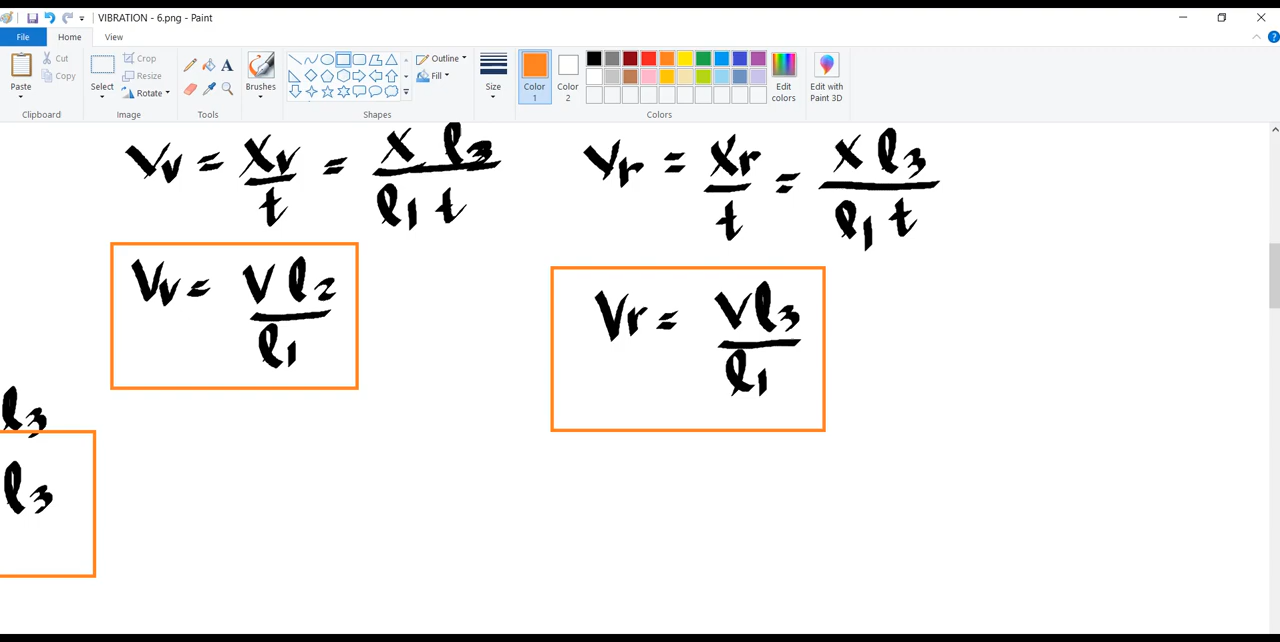 VIBRATION - 6.png - Paint
File Home View
Cut
Copy
Paste
Clipboard
Select
Crop
Resize
Rotate
Image
A
Tools
Brushes
Outline
Fill
Shapes
Size
Color 1
Color 2
Edit colors
Edit with Paint 3D
Colors
Vv = Xv/t = X l3/l1 t
Vr = Xr/t = X l3/l1 t
Vv = V l2/l1
Vr = V l3/l1
l3
l3